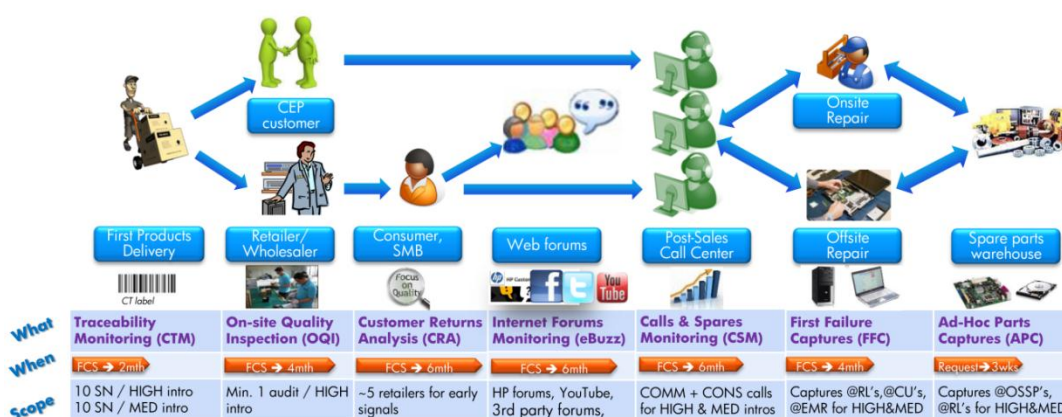 CEP
customer
Onsite
Repair
First Products
Delivery
Retailer/
Wholesaler
Consumer,
SMB
Web forums
Post-Sales
Call Center
Offsite
Repair
Spare parts
warehouse
CT label
Focus
on
Quality
hp HP Custom
f
t
You
Tube
What
Traceability
Monitoring (CTM)
On-site Quality
Inspection (OQI)
Customer Returns
Analysis (CRA)
Internet Forums
Monitoring (eBuzz)
Calls & Spares
Monitoring (CSM)
First Failure
Captures (FFC)
Ad-Hoc Parts
Captures (APC)
When
FCS → 2mth
FCS → 4mth
FCS → 6mth
FCS → 6mth
FCS → 6mth
FCS → 4mth
Request→3wks
Scope
10 SN / HIGH intro
10 SN / MED intro
Min. 1 audit / HIGH
intro
~5 retailers for early
signals
HP forums, YouTube,
3rd party forums,
COMM + CONS calls
for HIGH & MED intros
Captures @RL's,@CU's,
@EMR for HIGH&MED
Captures @OSSP's,
@RL's for HIGH&MED